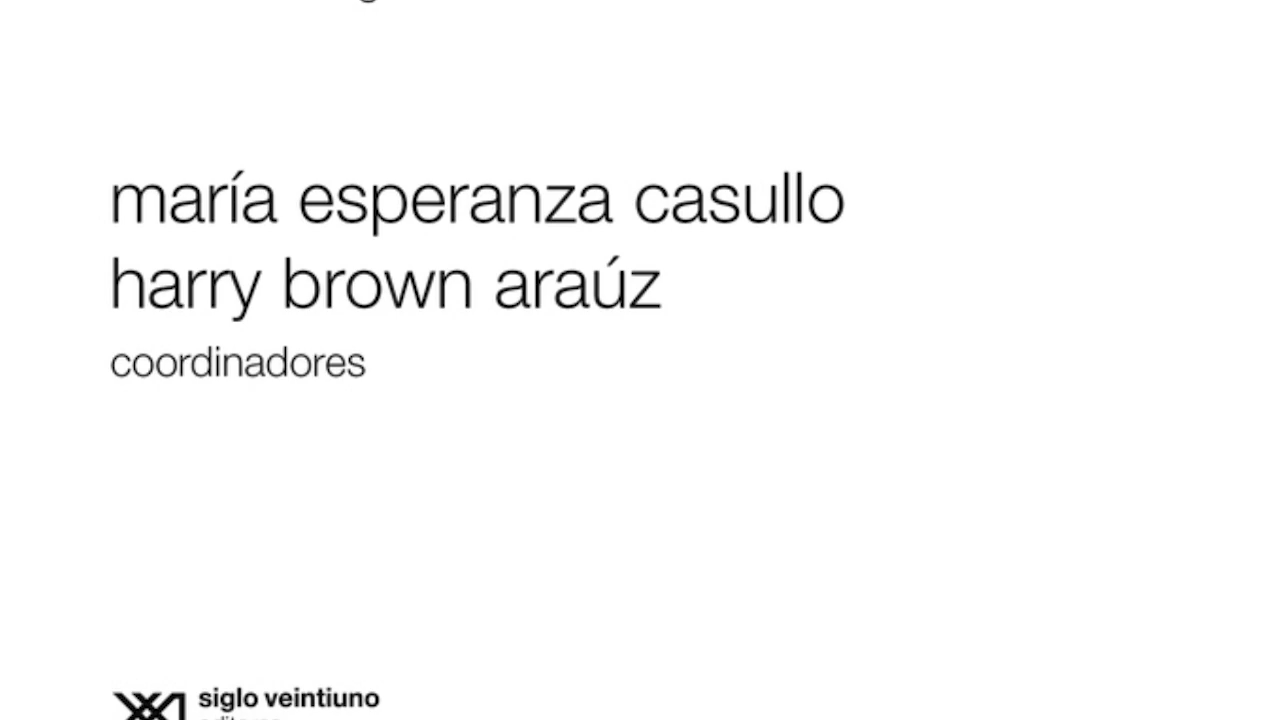 maría esperanza casullo
harry brown araúz
coordinadores
siglo veintiuno